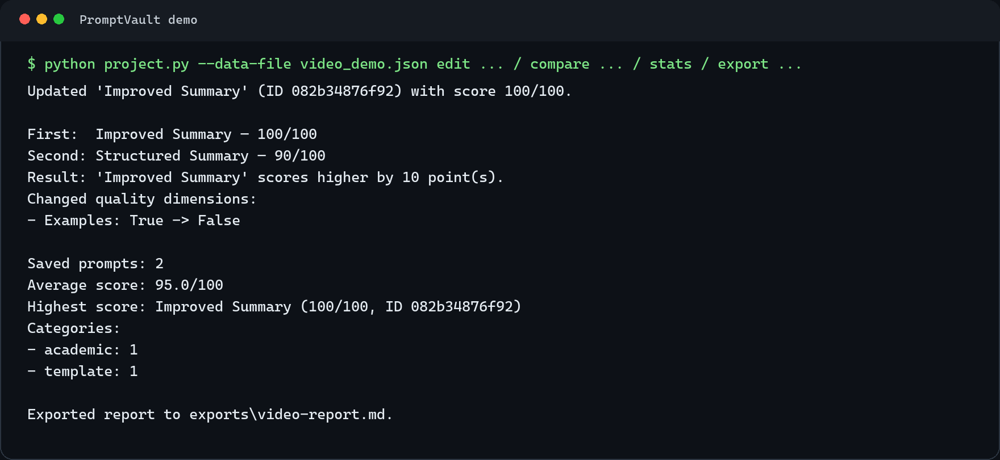 PromptVault demo
$ python project.py --data-file video_demo.json edit ... / compare ... / stats / export ...
Updated 'Improved Summary' (ID 082b34876f92) with score 100/100.
First:  Improved Summary — 100/100
Second: Structured Summary — 90/100
Result: 'Improved Summary' scores higher by 10 point(s).
Changed quality dimensions:
- Examples: True -> False
Saved prompts: 2
Average score: 95.0/100
Highest score: Improved Summary (100/100, ID 082b34876f92)
Categories:
- academic: 1
- template: 1
Exported report to exports\video-report.md.